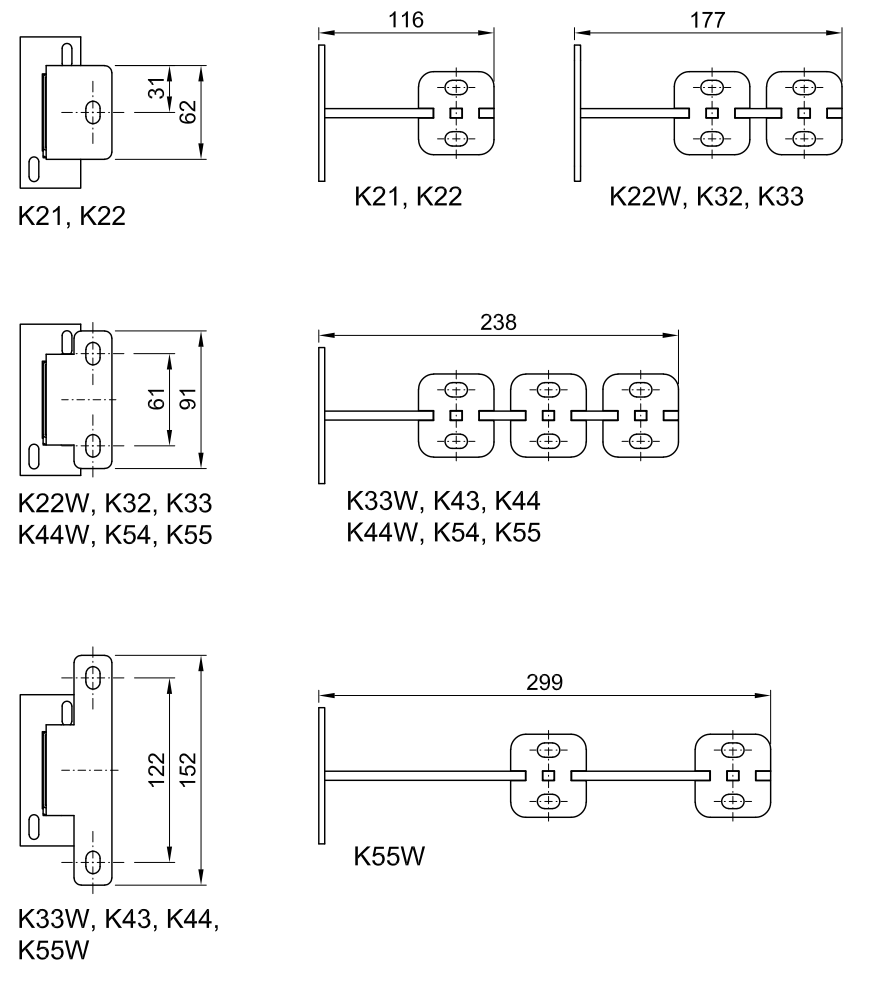 116
177
31
62
K21, K22
K21, K22
K22W, K32, K33
238
61
91
K22W, K32, K33
K44W, K54, K55
K33W, K43, K44
K44W, K54, K55
299
122
152
K55W
K33W, K43, K44,
K55W